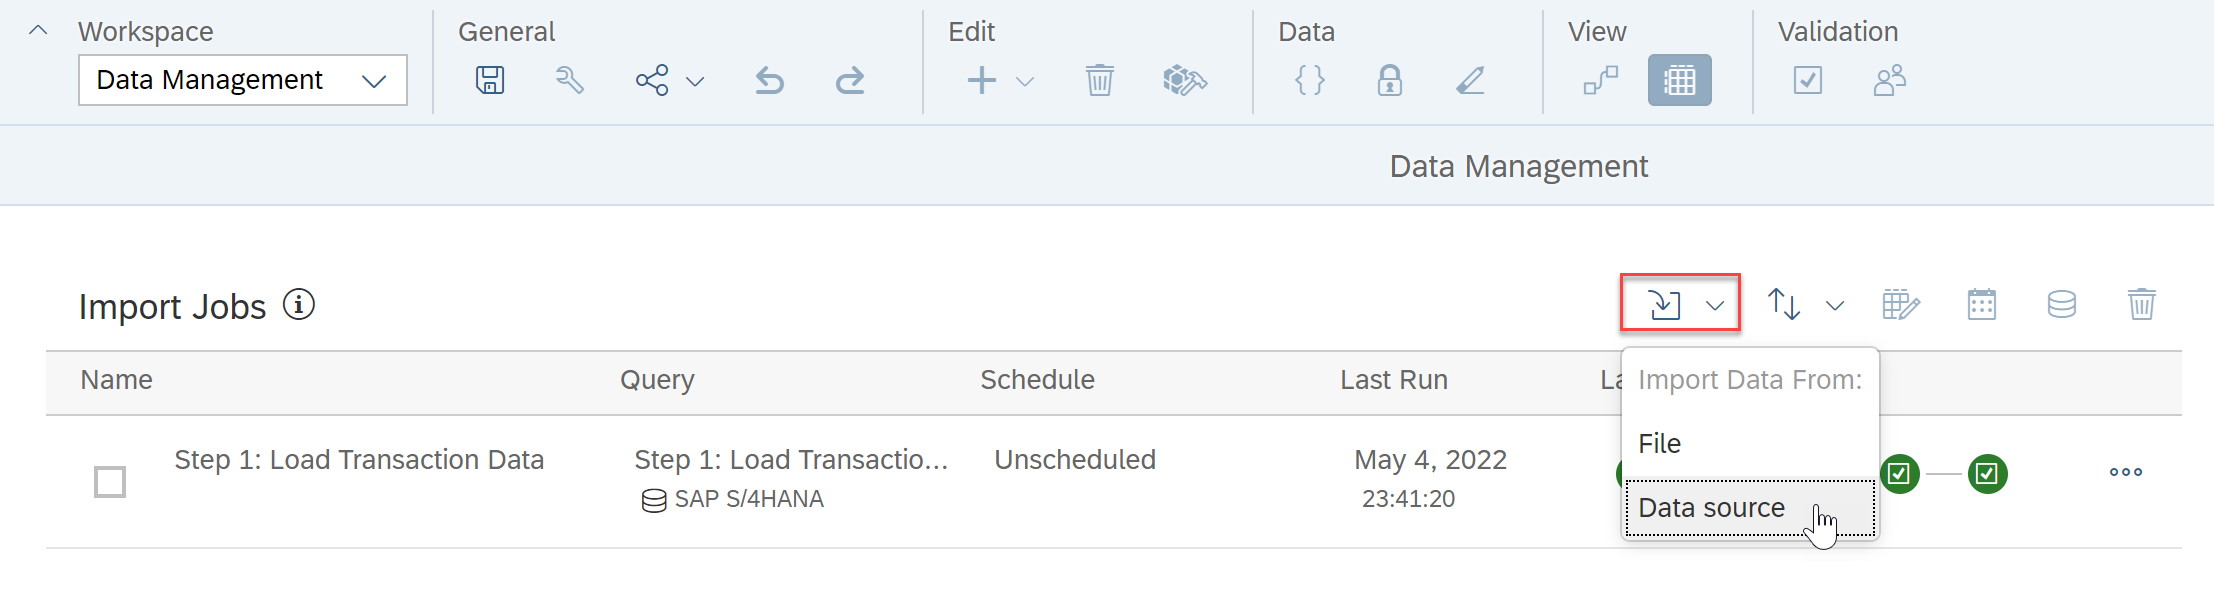 Workspace
General
Edit
Data
View
Validation
Data Management
Data Management
Import Jobs
Name
Query
Schedule
Last Run
La
Import Data From:
File
Data source
Step 1: Load Transaction Data
Step 1: Load Transactio...
SAP S/4HANA
Unscheduled
May 4, 2022
23:41:20